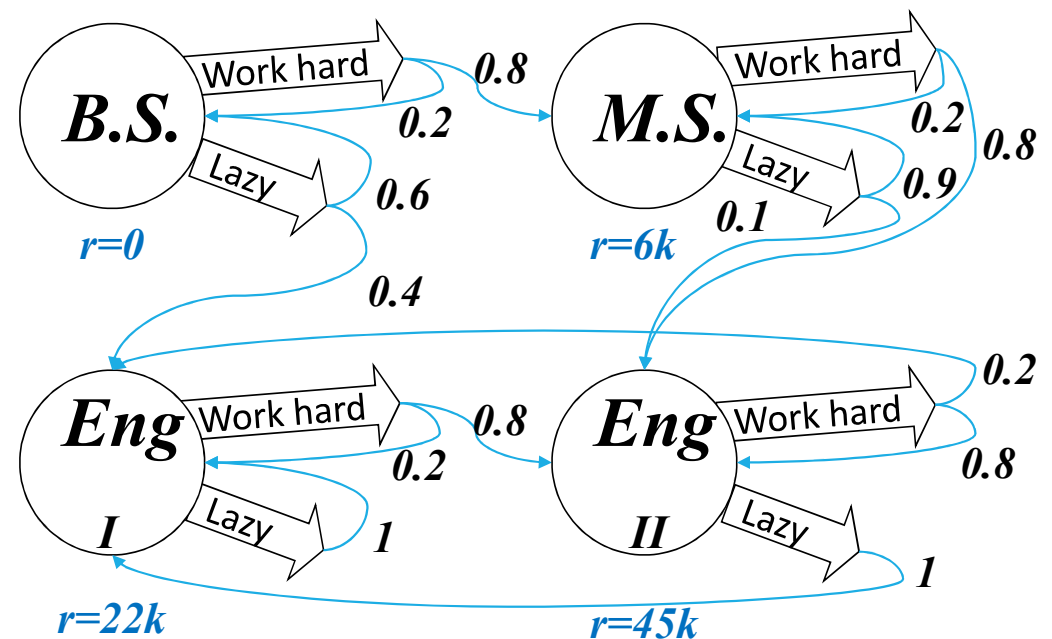 B.S.
Work hard
0.8
0.2
Lazy
0.6
r=0
0.4
M.S.
Work hard
0.2
0.8
Lazy
0.9
0.1
r=6k
Eng
I
Work hard
0.8
0.2
Lazy
1
r=22k
Eng
II
Work hard
0.2
0.8
Lazy
1
r=45k